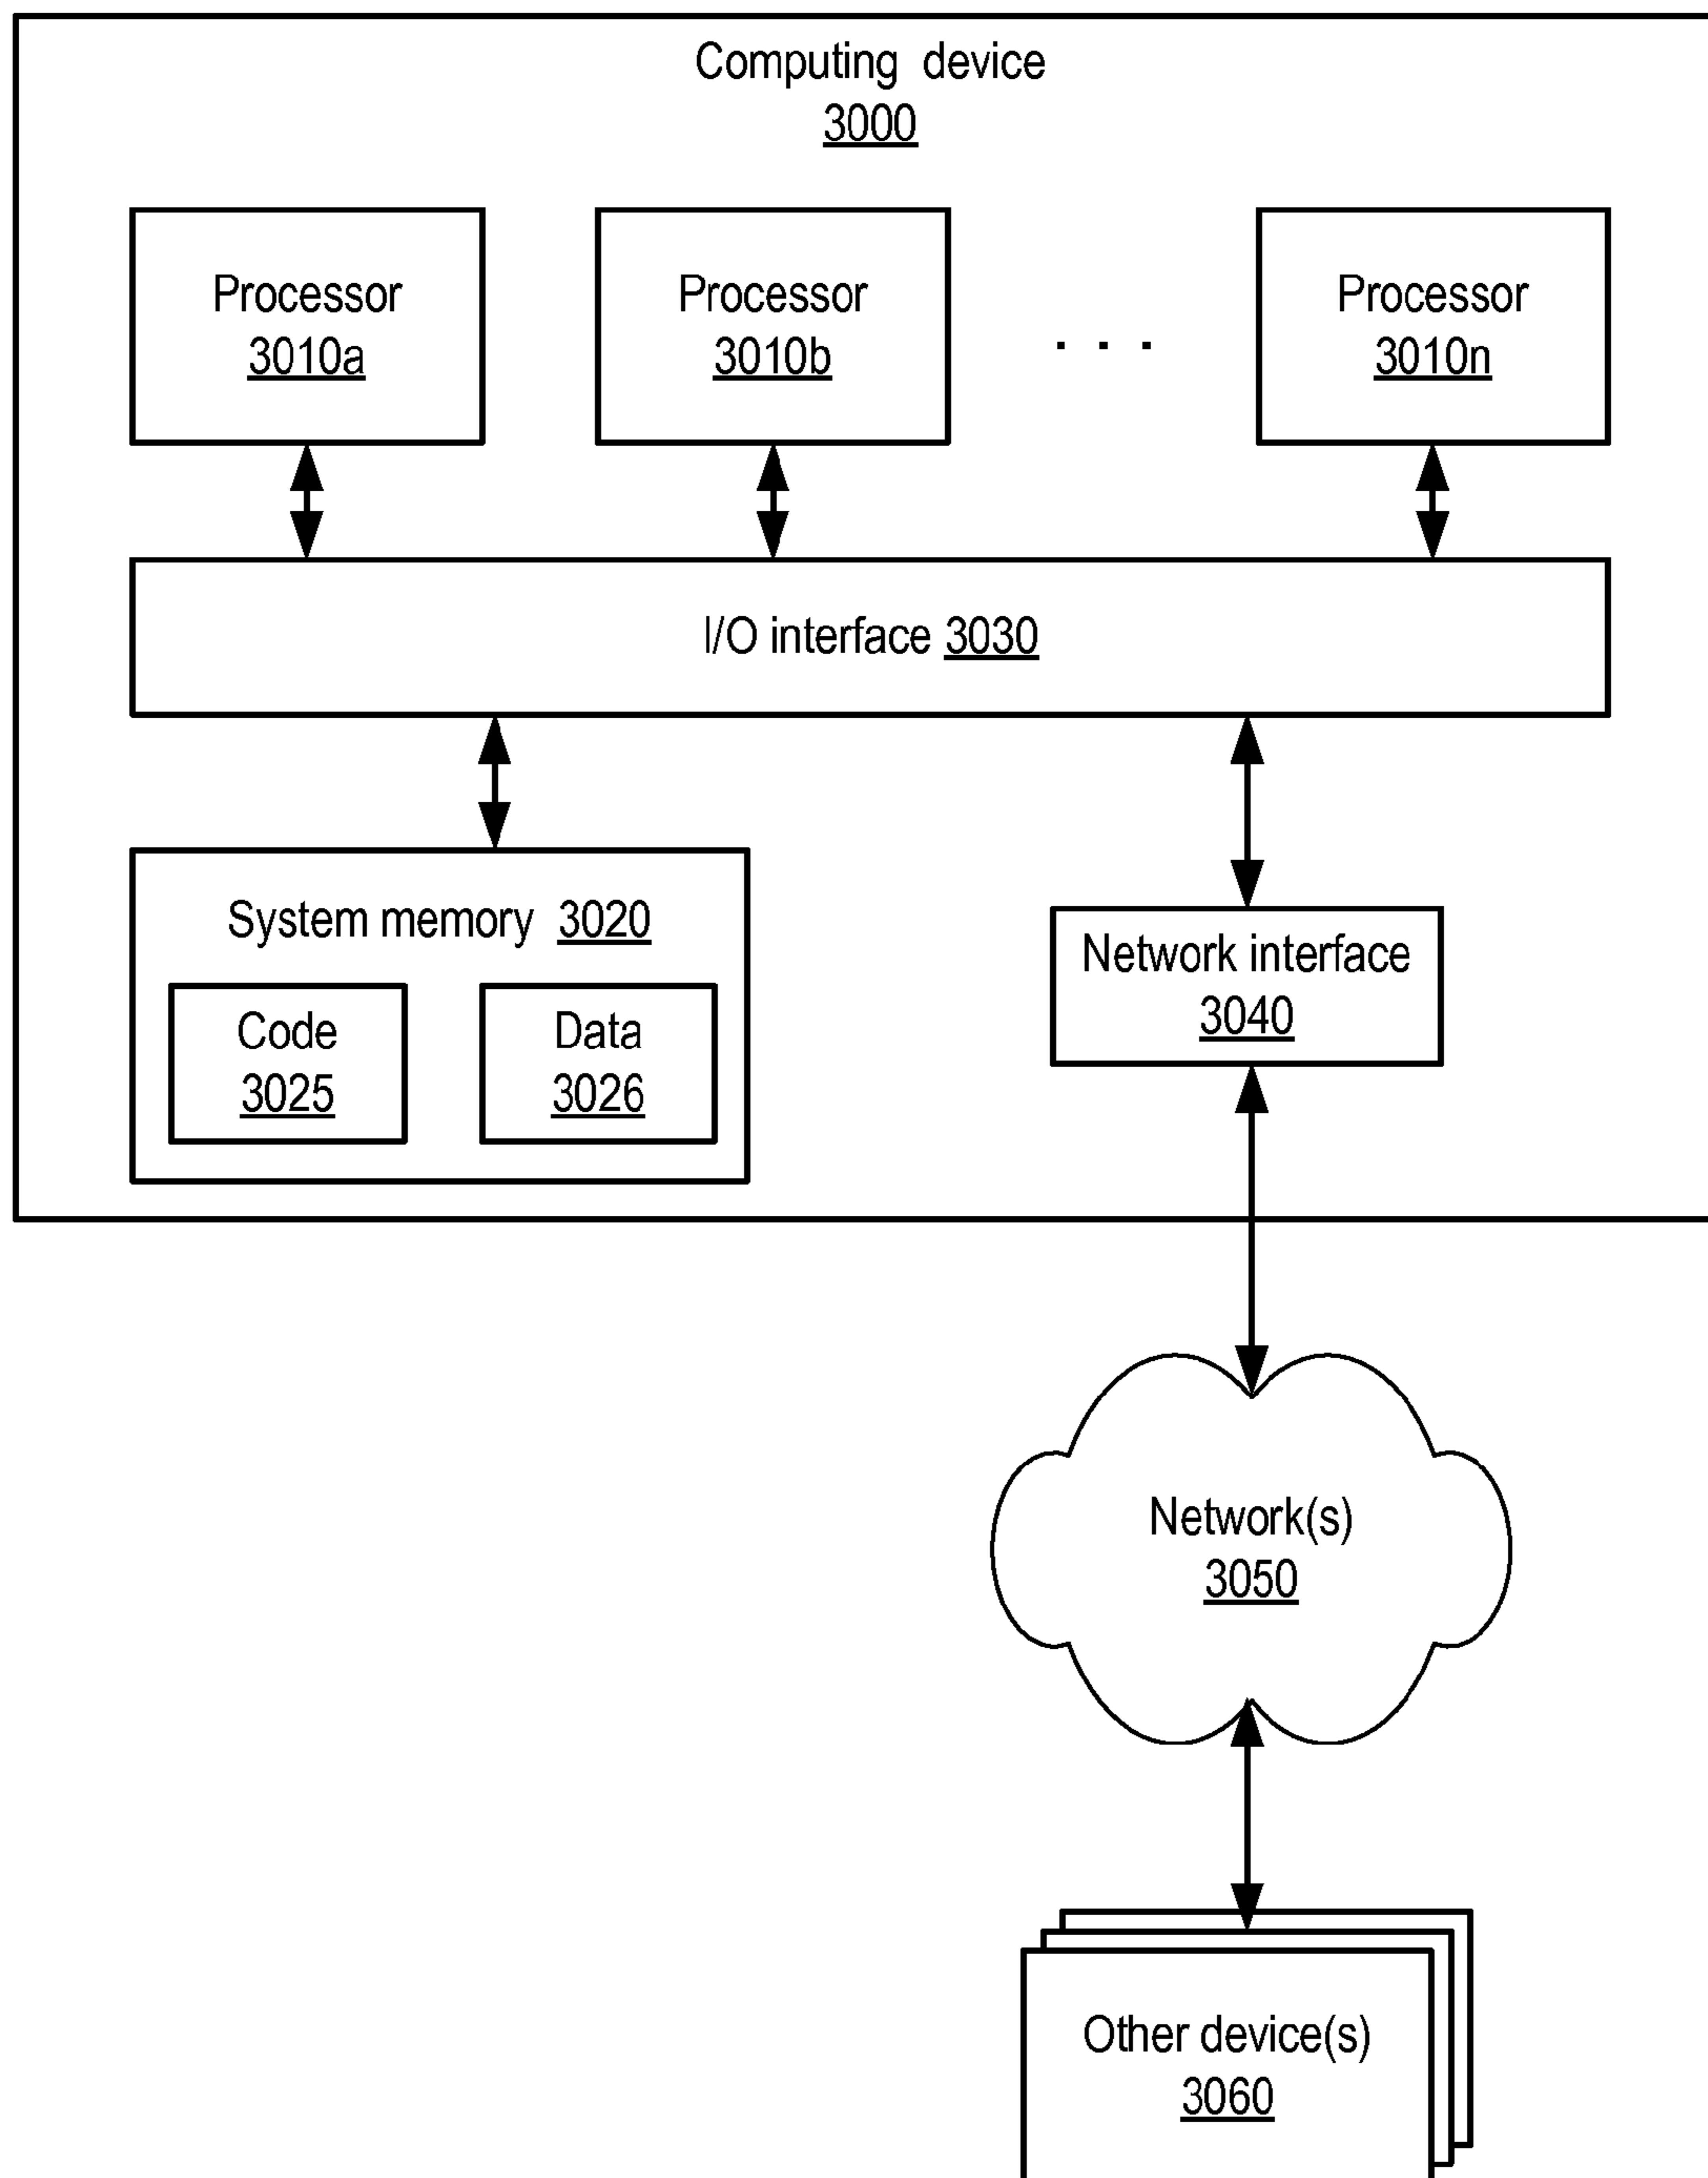 Computing device
3000
Processor
3010a
Processor
3010b
. . .
Processor
3010n
I/O interface 3030
System memory 3020
Code
3025
Data
3026
Network interface
3040
Network(s)
3050
Other device(s)
3060